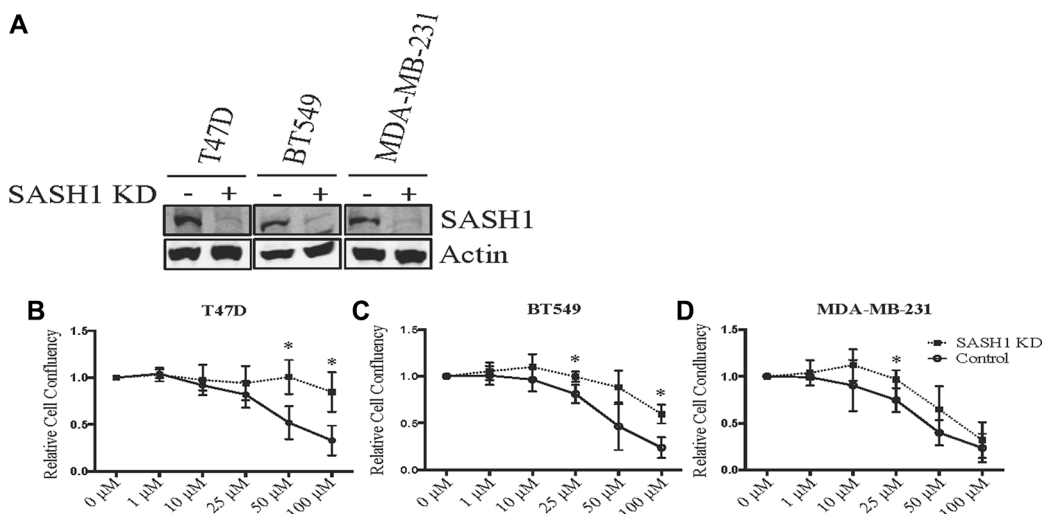 A
T47D
BT549
MDA-MB-231
SASH1 KD - + - + - +
SASH1
Actin
B
T47D
Relative Cell Confluency
1.5
1.0
0.5
0.0
* *
0 µM 1 µM 10 µM 25 µM 50 µM 100 µM
C
BT549
Relative Cell Confluency
1.5
1.0
0.5
0.0
* *
0 µM 1 µM 10 µM 25 µM 50 µM 100 µM
D
MDA-MB-231
Relative Cell Condluency
1.5
1.0
0.5
0.0
*
SASH1 KD
Control
0 µM 1 µM 10 µM 25 µM 50 µM 100 µM